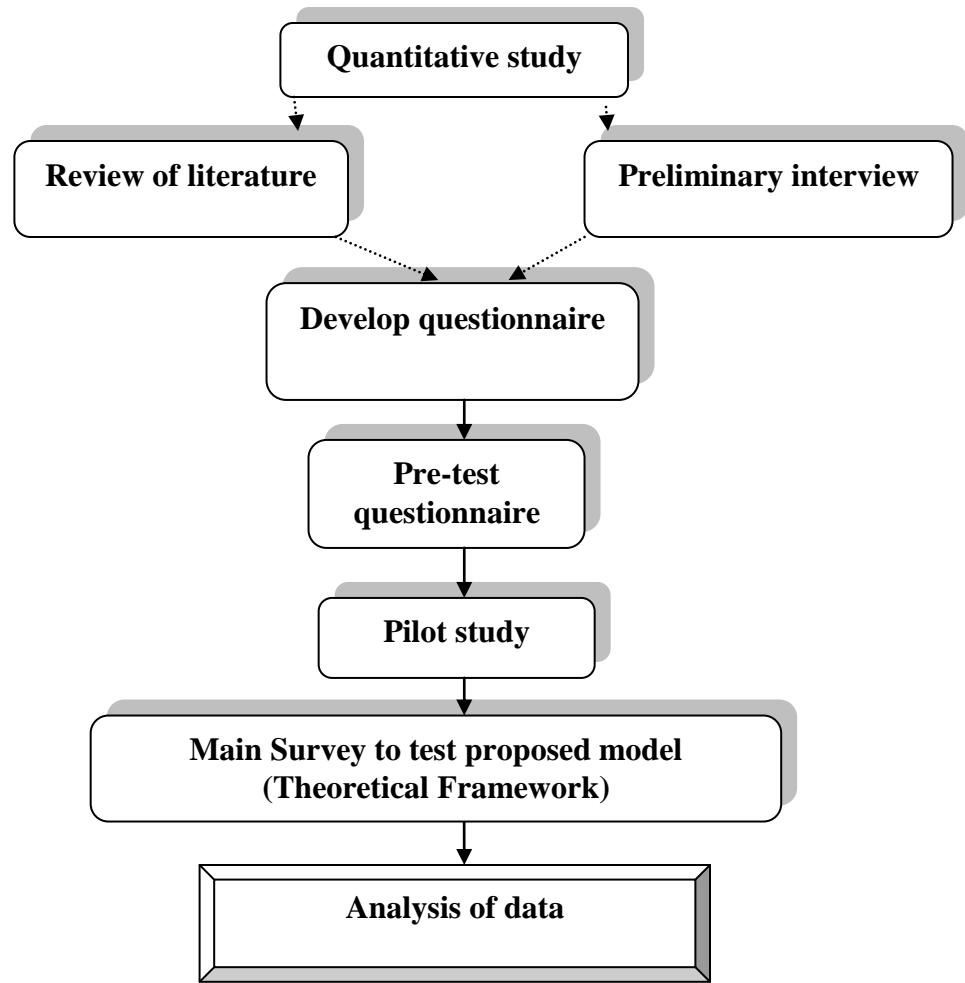 Quantitative study
Review of literature
Preliminary interview
Develop questionnaire
Pre-test
questionnaire
Pilot study
Main Survey to test proposed model
(Theoretical Framework)
Analysis of data